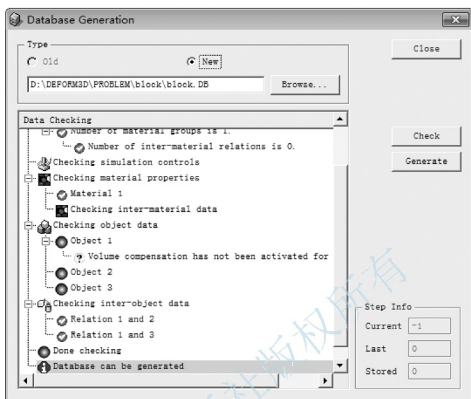 Database Generation
Type
Old
New
Close
D:\DEFORM3D\PROBLEM\block\block.DB
Browse...
Data Checking
Number of material groups is 1.
Number of inter-material relations is 0.
Check
Checking simulation controls
Generate
Checking material properties
Material 1
Checking inter-material data
Checking object data
Object 1
? Volume compensation has not been activated for
Object 2
Object 3
Checking inter-object data
Relation 1 and 2
Relation 1 and 3
Done checking
Database can be generated
Step Info
Current -1
Last 0
Stored 0
版权所有